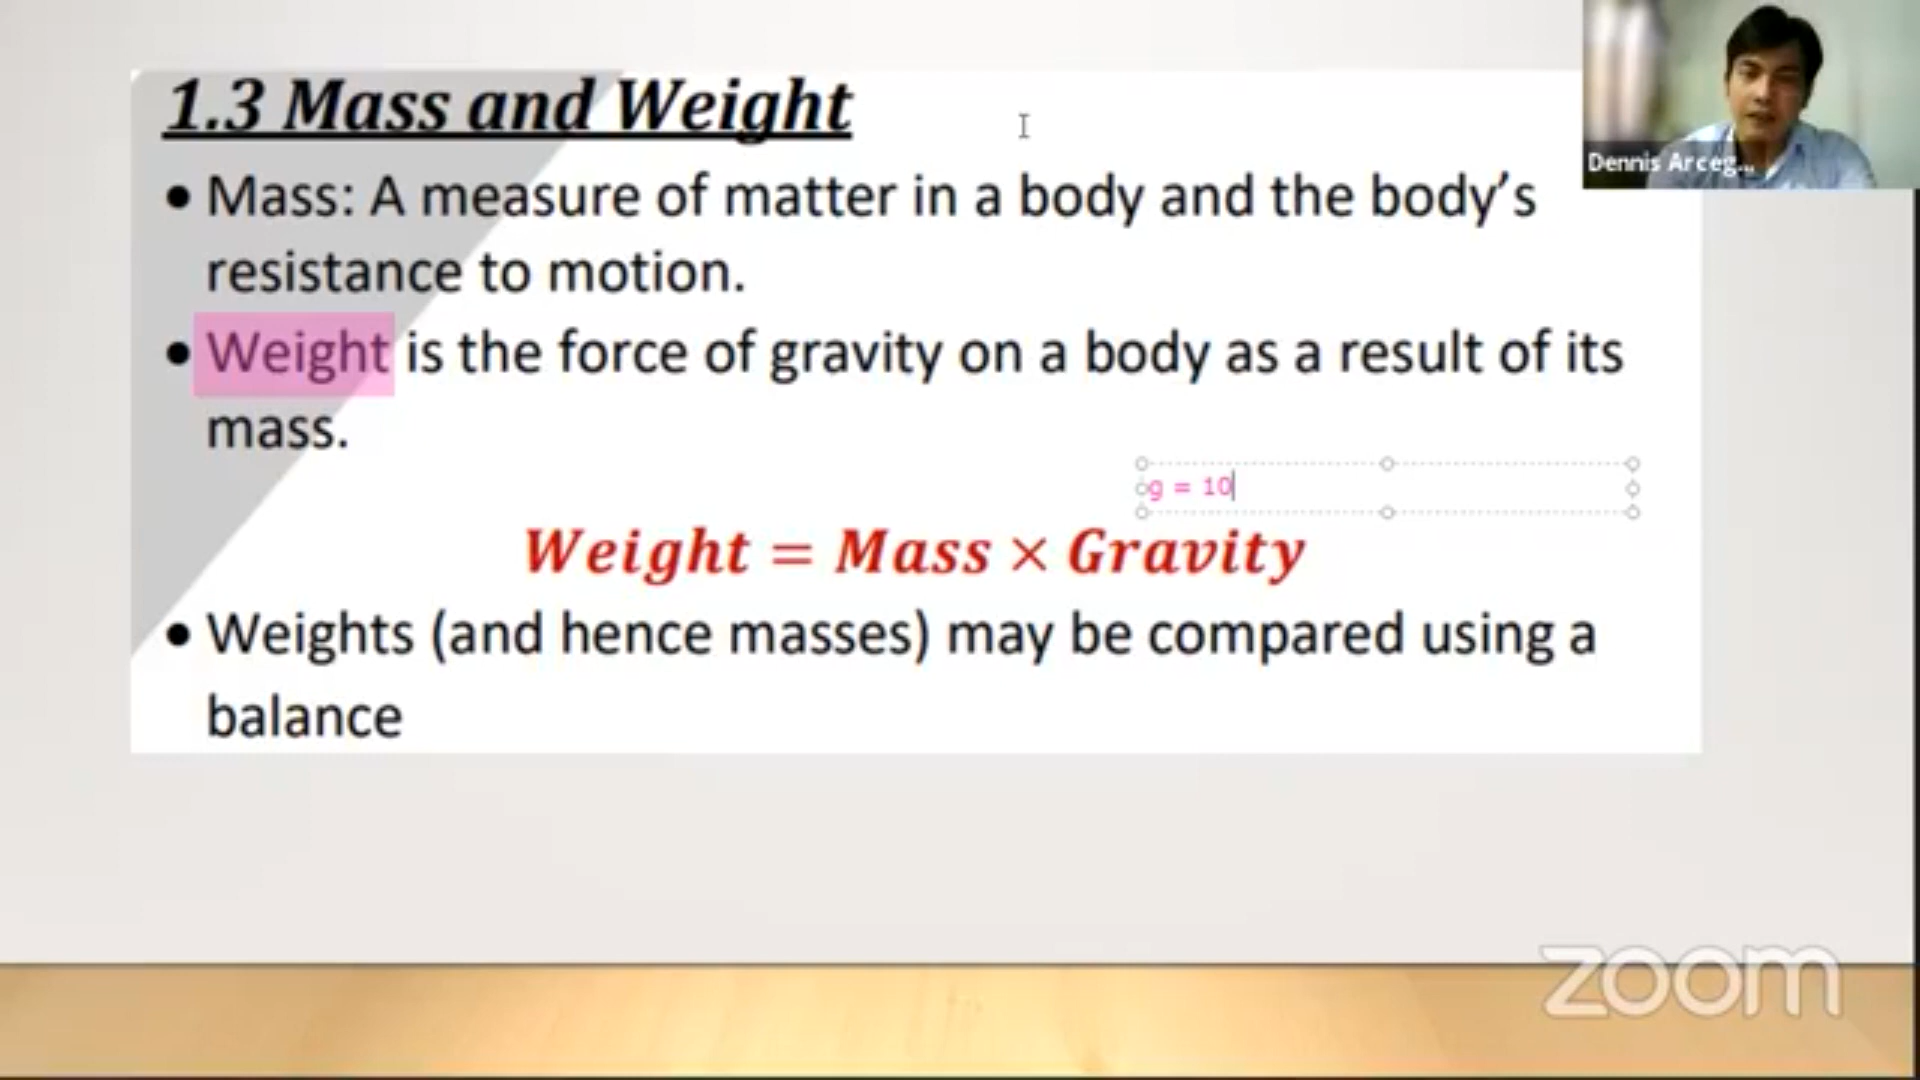 1.3 Mass and Weight
Dennis Arceg...
• Mass: A measure of matter in a body and the body’s
resistance to motion.
• Weight is the force of gravity on a body as a result of its
mass.
g = 10
Weight = Mass × Gravity
• Weights (and hence masses) may be compared using a
balance
zoom